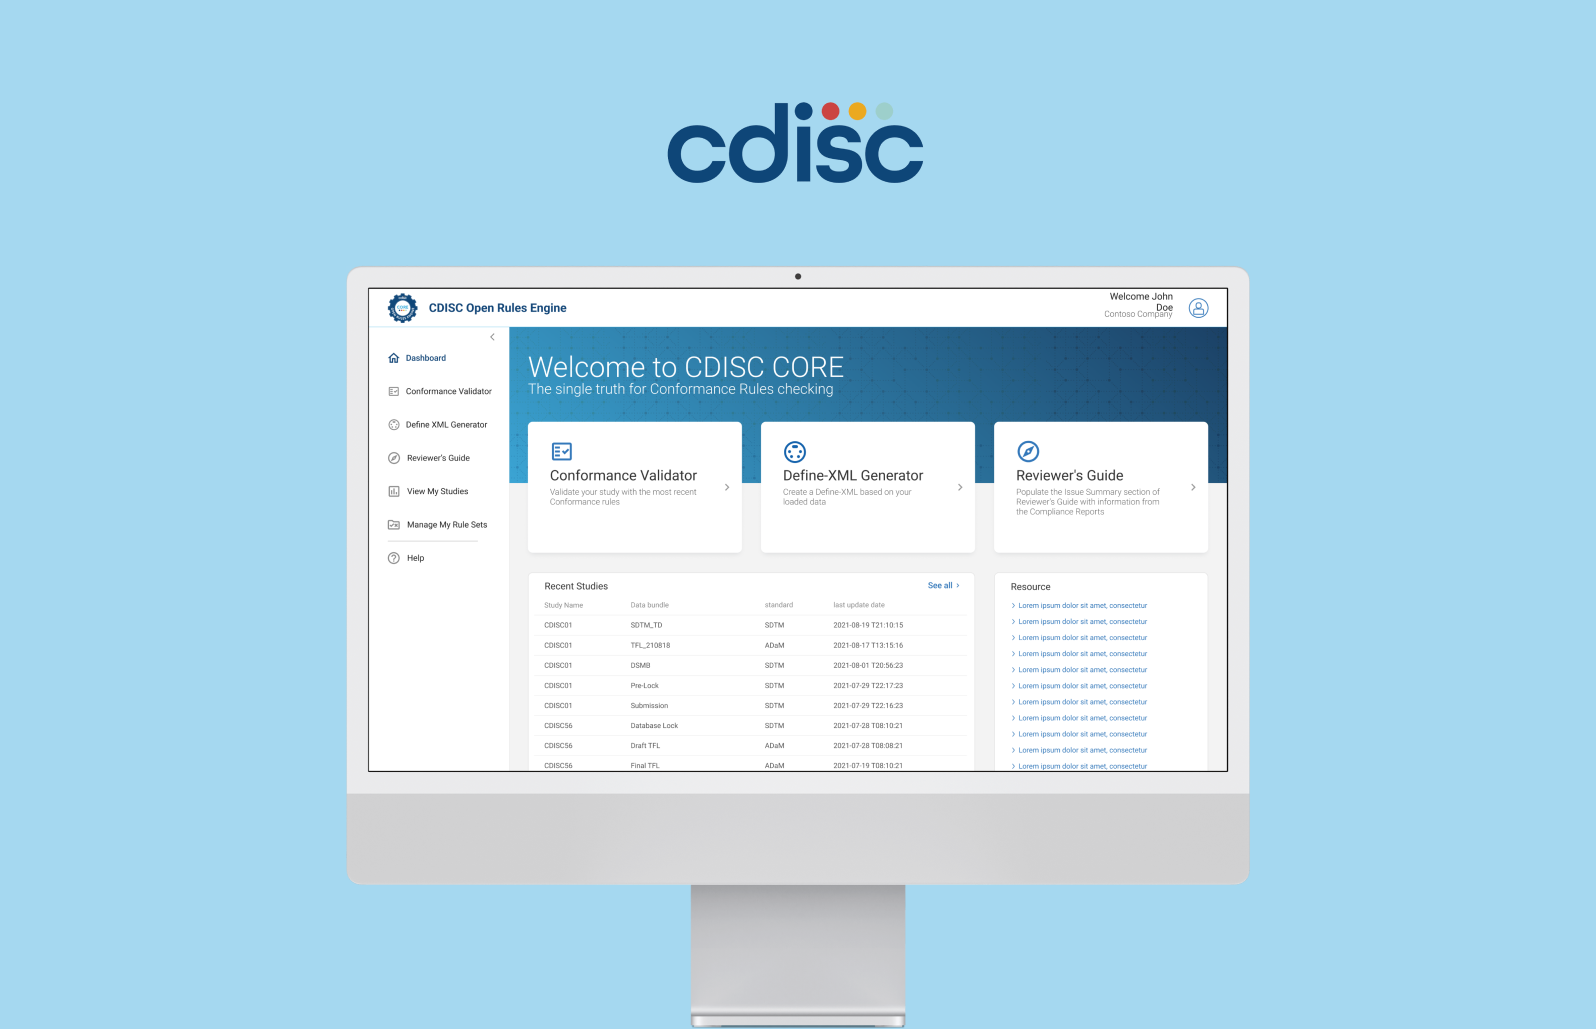 cdisc
CDISC Open Rules Engine
Welcome John
Doe
Contoso Company
Dashboard
Conformance Validator
Define XML Generator
Reviewer's Guide
View My Studies
Manage My Rule Sets
Help
Welcome to CDISC CORE
The single truth for Conformance Rules checking
Conformance Validator
Validate your study with the most recent
Conformance rules
Define-XML Generator
Create a Define-XML based on your
loaded data
Reviewer's Guide
Populate the Issue Summary section of
Reviewer's Guide with information from
the Compliance Reports
Recent Studies See all
Study Name Data bundle standard last update date
CDISC01 SDTM_TD SDTM 2021-08-19 T21:10:15
CDISC01 TFL_210818 ADaM 2021-08-17 T13:15:16
CDISC01 DSMB SDTM 2021-08-01 T20:56:23
CDISC01 Pre-Lock SDTM 2021-07-29 T22:17:23
CDISC01 Submission SDTM 2021-07-29 T22:16:23
CDISC56 Database Lock SDTM 2021-07-28 T08:10:21
CDISC56 Draft TFL ADaM 2021-07-28 T08:08:21
CDISC56 Final TFL ADaM 2021-07-19 T08:10:21
Resource
Lorem ipsum dolor sit amet, consectetur
Lorem ipsum dolor sit amet, consectetur
Lorem ipsum dolor sit amet, consectetur
Lorem ipsum dolor sit amet, consectetur
Lorem ipsum dolor sit amet, consectetur
Lorem ipsum dolor sit amet, consectetur
Lorem ipsum dolor sit amet, consectetur
Lorem ipsum dolor sit amet, consectetur
Lorem ipsum dolor sit amet, consectetur
Lorem ipsum dolor sit amet, consectetur
Lorem ipsum dolor sit amet, consectetur